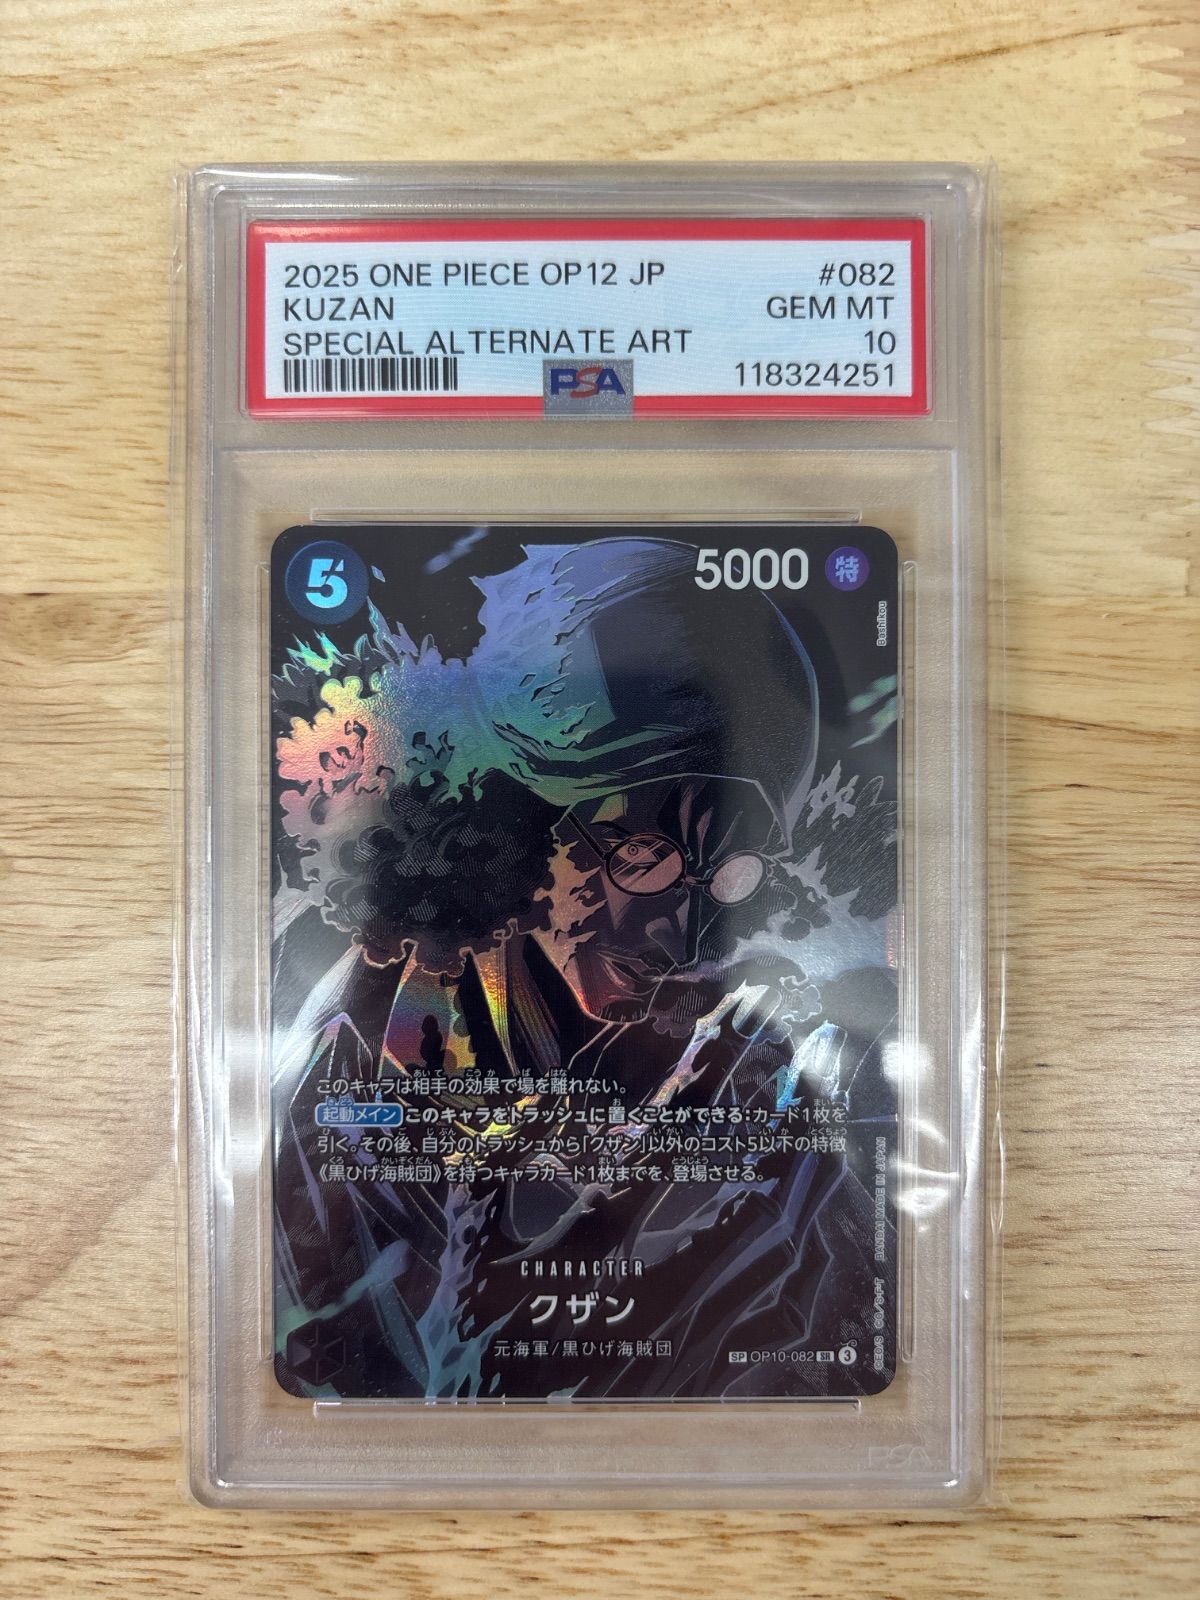 2025 ONE PIECE OP12 JP #082
KUZAN GEM MT
SPECIAL ALTERNATE ART 10
PSA 118324251
5 5000 特
Bashikou
このキャラは相手の効果で場を離れない。
起動メイン このキャラをトラッシュに置くことができる:カード1枚を
引く。その後、自分のトラッシュから「クザン」以外のコスト5以下の特徴
《黒ひげ海賊団》を持つキャラカード1枚までを、登場させる。
CHARACTER
クザン
元海軍/黒ひげ海賊団
SP OP10-082 SR 3
©E.O/S. ©S./S-F-T BANDAI MADE IN JAPAN
PSA